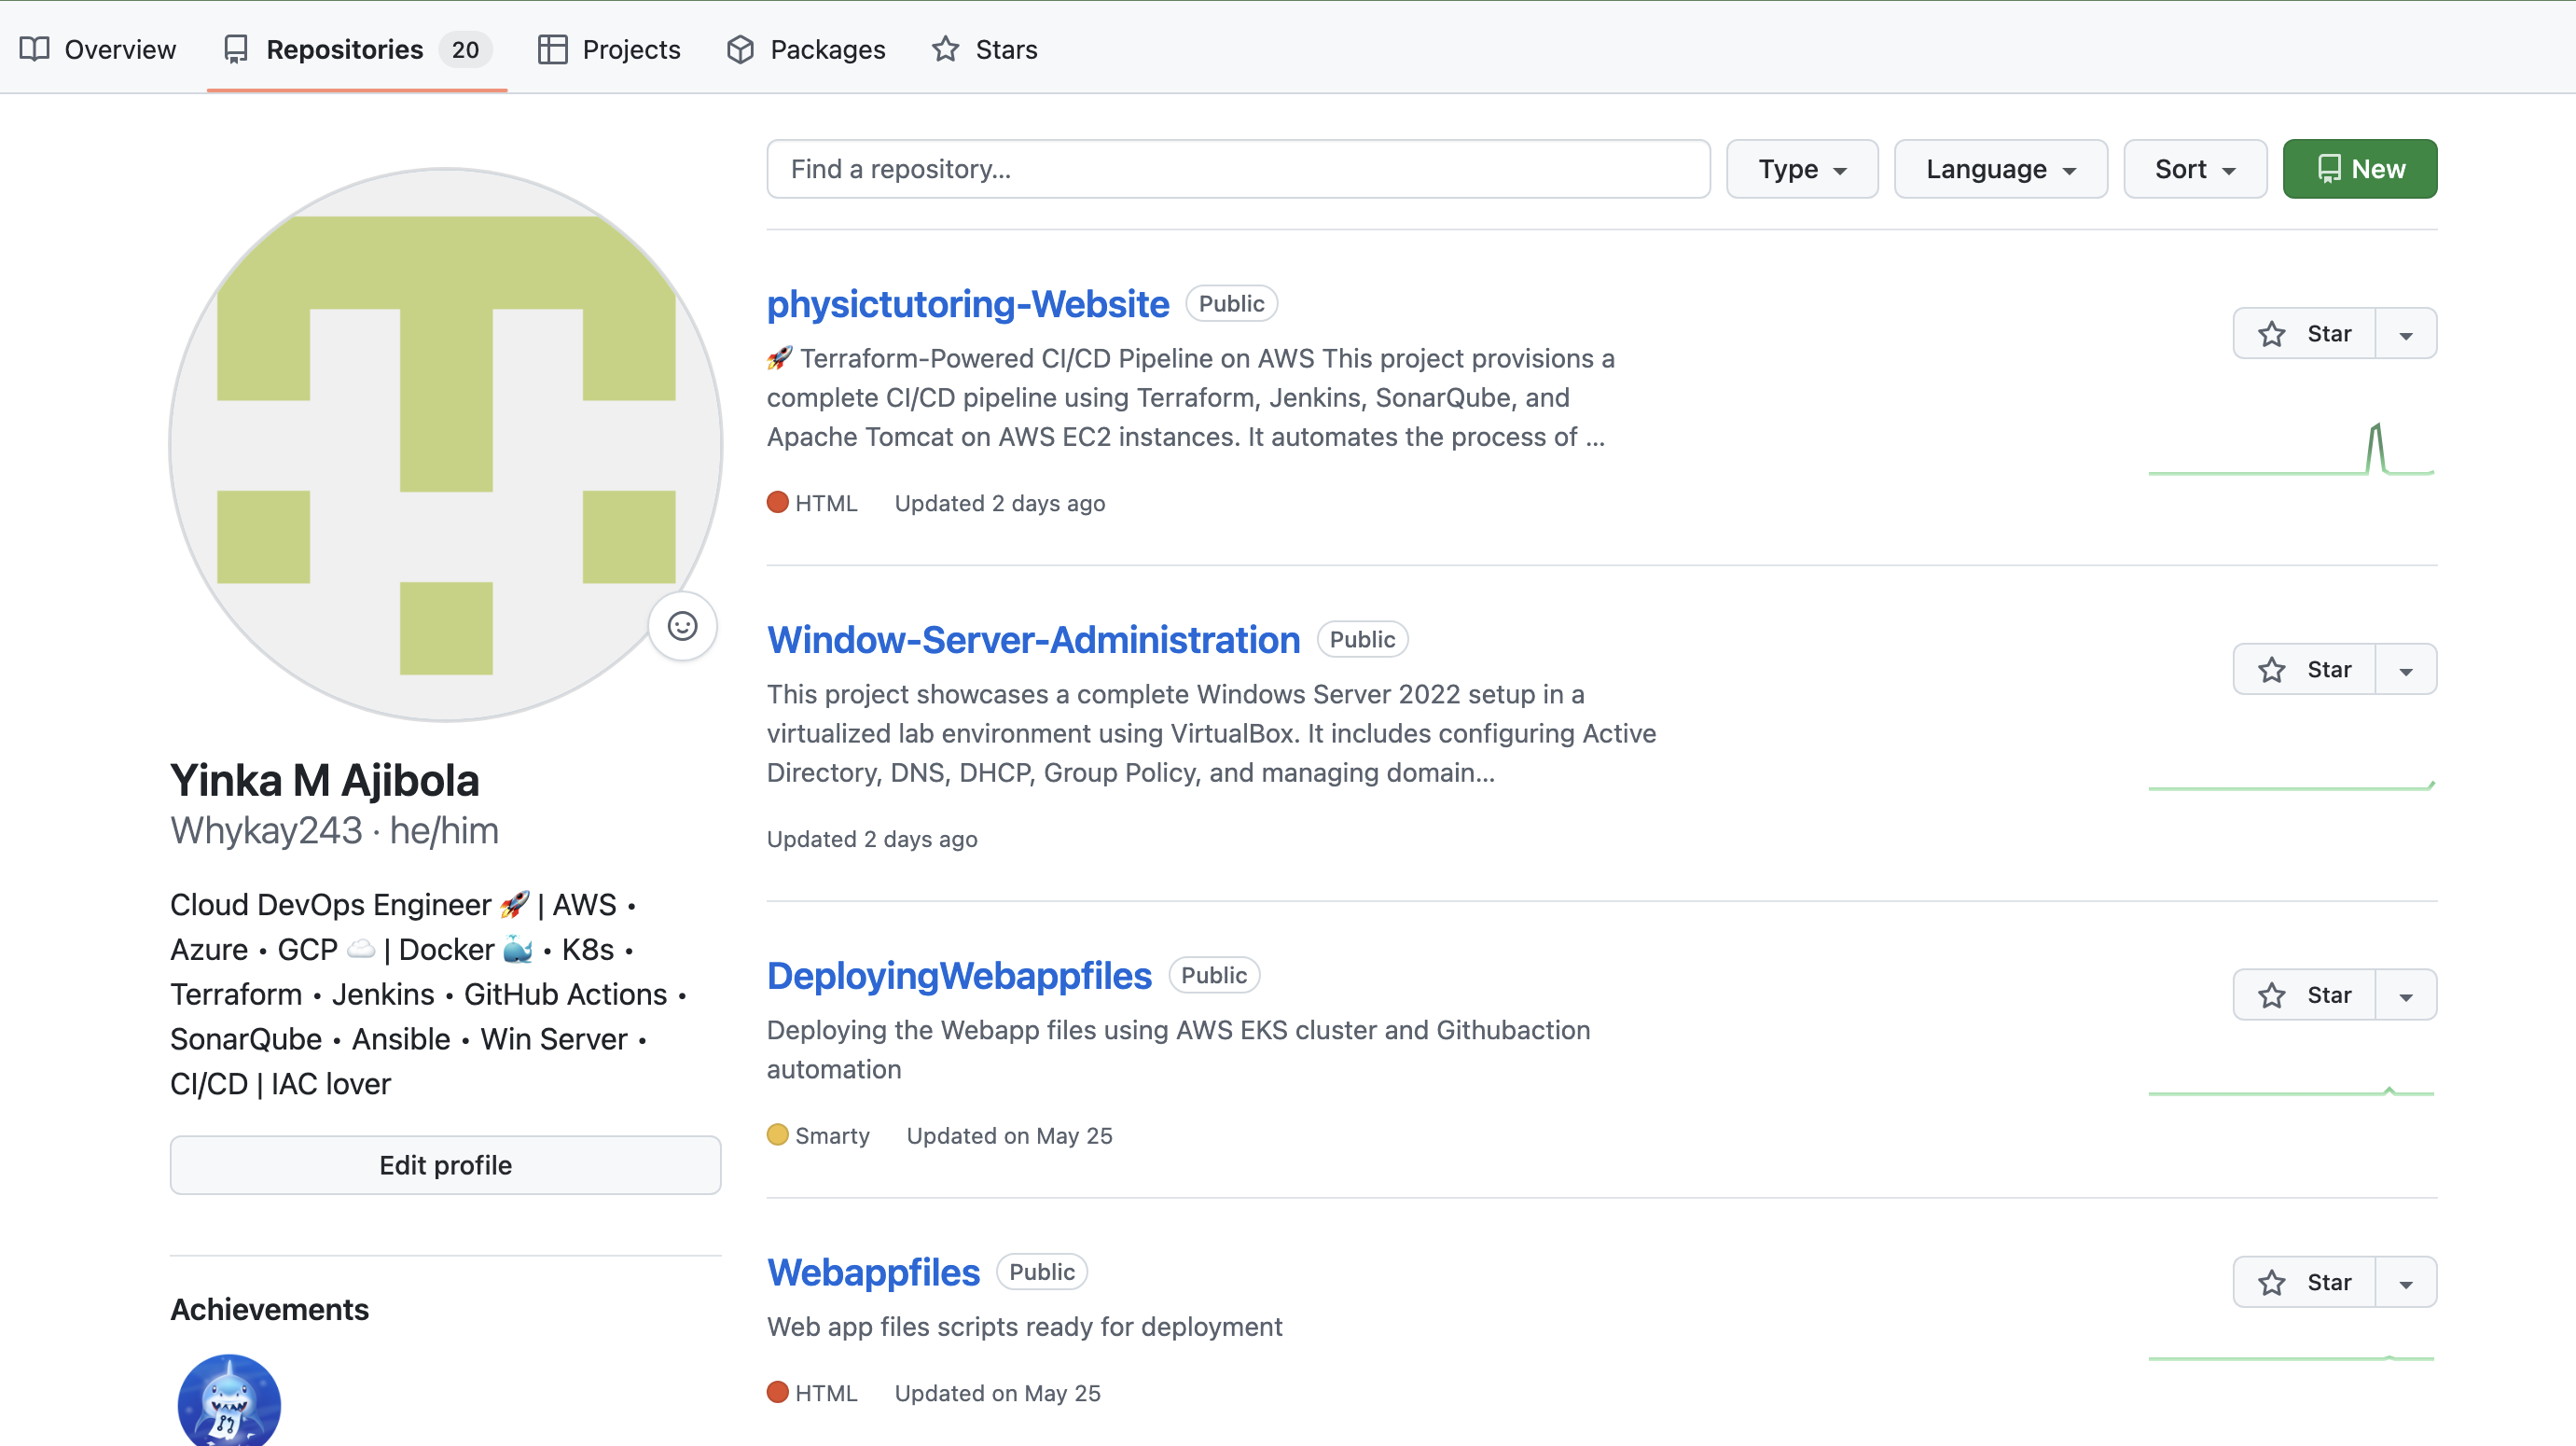 Overview Repositories 20 Projects Packages Stars
Find a repository... Type Language Sort New
physictutoring-Website Public
Star
🚀 Terraform-Powered CI/CD Pipeline on AWS This project provisions a
complete CI/CD pipeline using Terraform, Jenkins, SonarQube, and
Apache Tomcat on AWS EC2 instances. It automates the process of ...
HTML Updated 2 days ago
Window-Server-Administration Public
Star
This project showcases a complete Windows Server 2022 setup in a
virtualized lab environment using VirtualBox. It includes configuring Active
Directory, DNS, DHCP, Group Policy, and managing domain...
Updated 2 days ago
DeployingWebappfiles Public
Star
Deploying the Webapp files using AWS EKS cluster and Githubaction
automation
Smarty Updated on May 25
Webappfiles Public
Star
Web app files scripts ready for deployment
HTML Updated on May 25
Yinka M Ajibola
Whykay243 · he/him
Cloud DevOps Engineer 🚀 | AWS •
Azure • GCP ☁️ | Docker 🐳 • K8s •
Terraform • Jenkins • GitHub Actions •
SonarQube • Ansible • Win Server •
CI/CD | IAC lover
Edit profile
Achievements